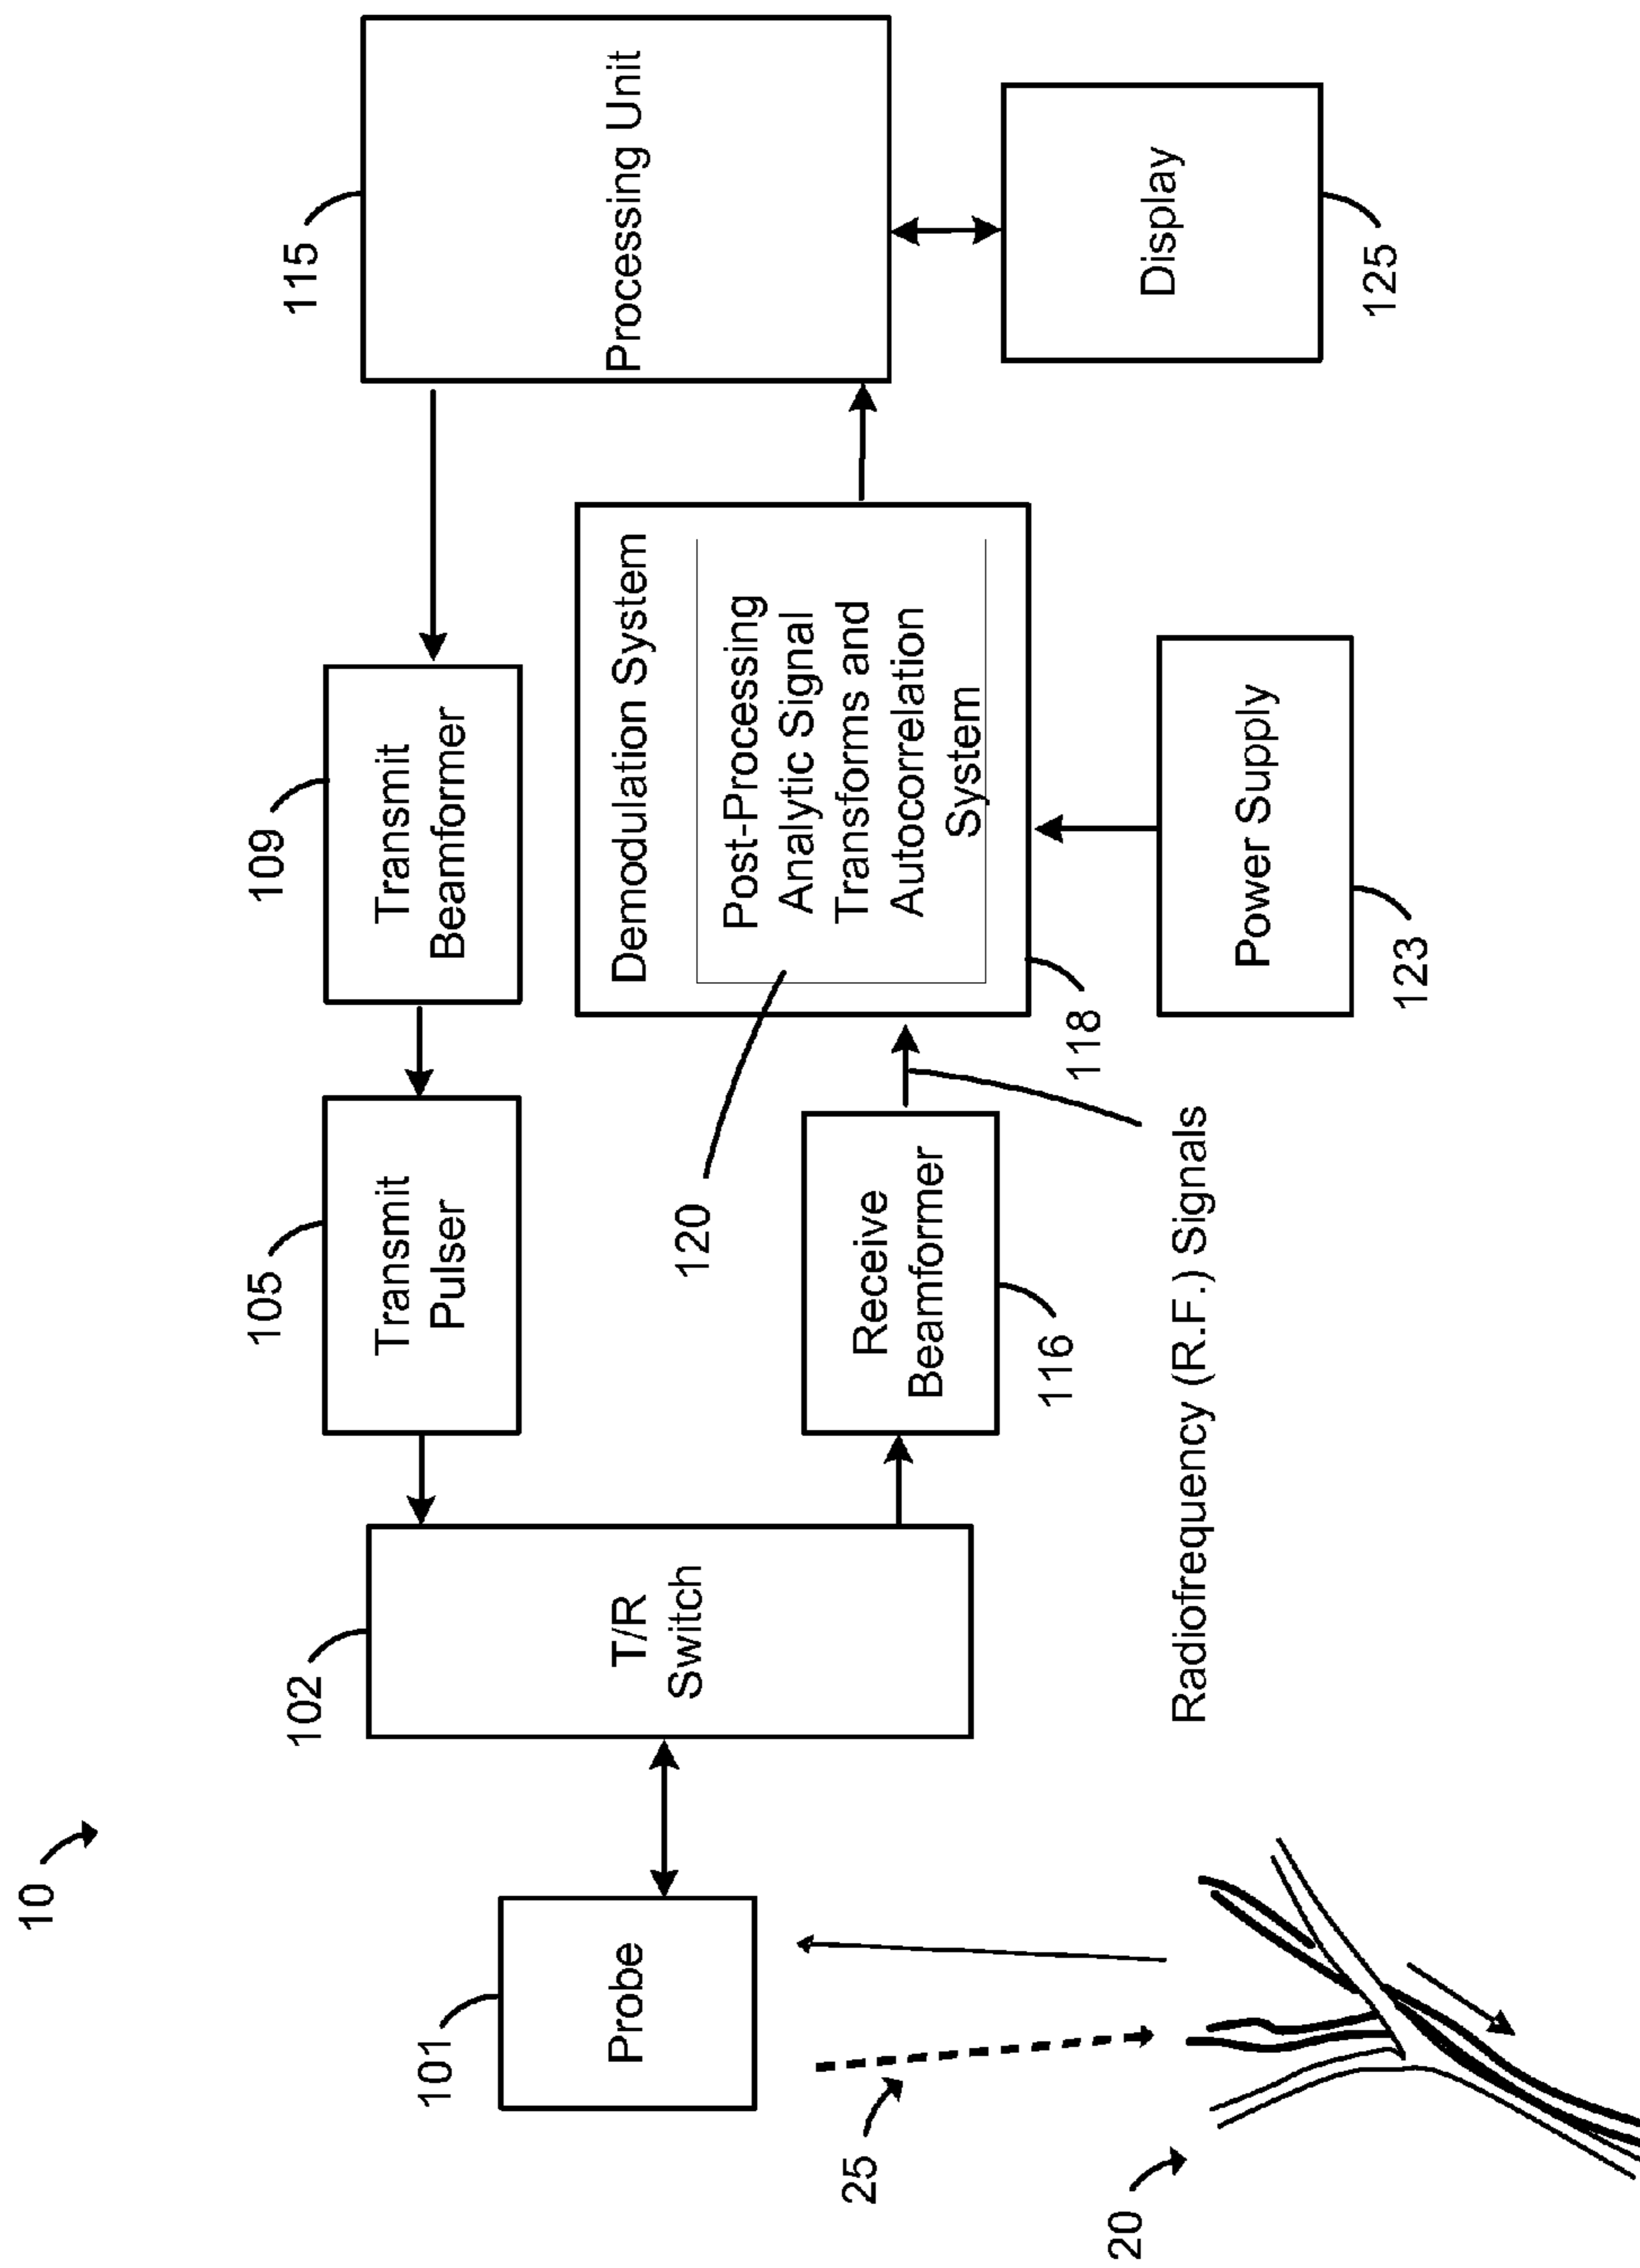 10
115
109
105
102
101
Processing Unit
Transmit
Beamformer
Transmit
Pulser
T/R
Switch
Probe
Demodulation System
Post-Processing
Analytic Signal
Transforms and
Autocorrelation
System
120
Receive
Beamformer
116
118
Display
125
Power Supply
123
Radiofrequency (R.F.) Signals
25
20